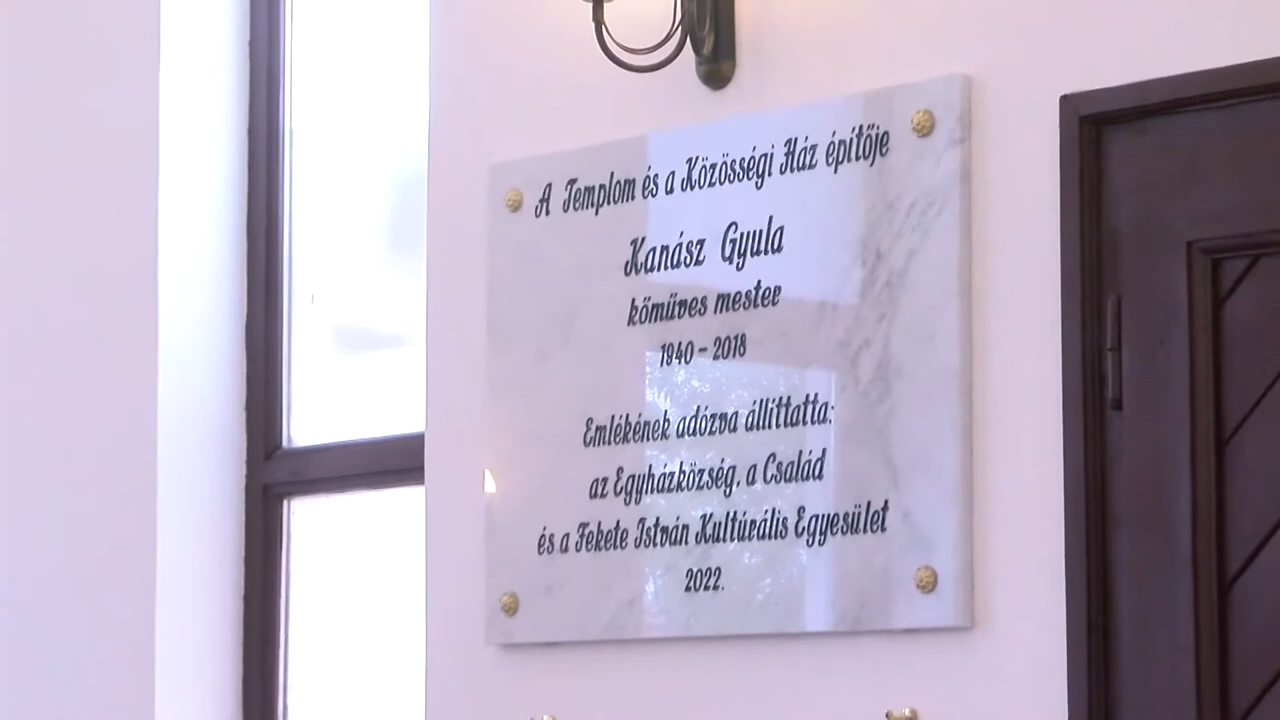 A Templom és a Közösségi Ház építője
Kanász Gyula
kőműves mester
1940 - 2018
Emlékének adózva állíttatta:
az Egyházközség, a Család
és a Fekete István Kultúrális Egyesület
2022.